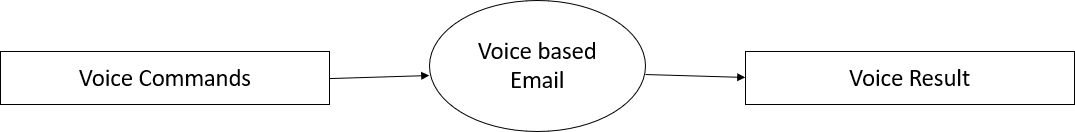 Voice Commands
Voice based
Email
Voice Result